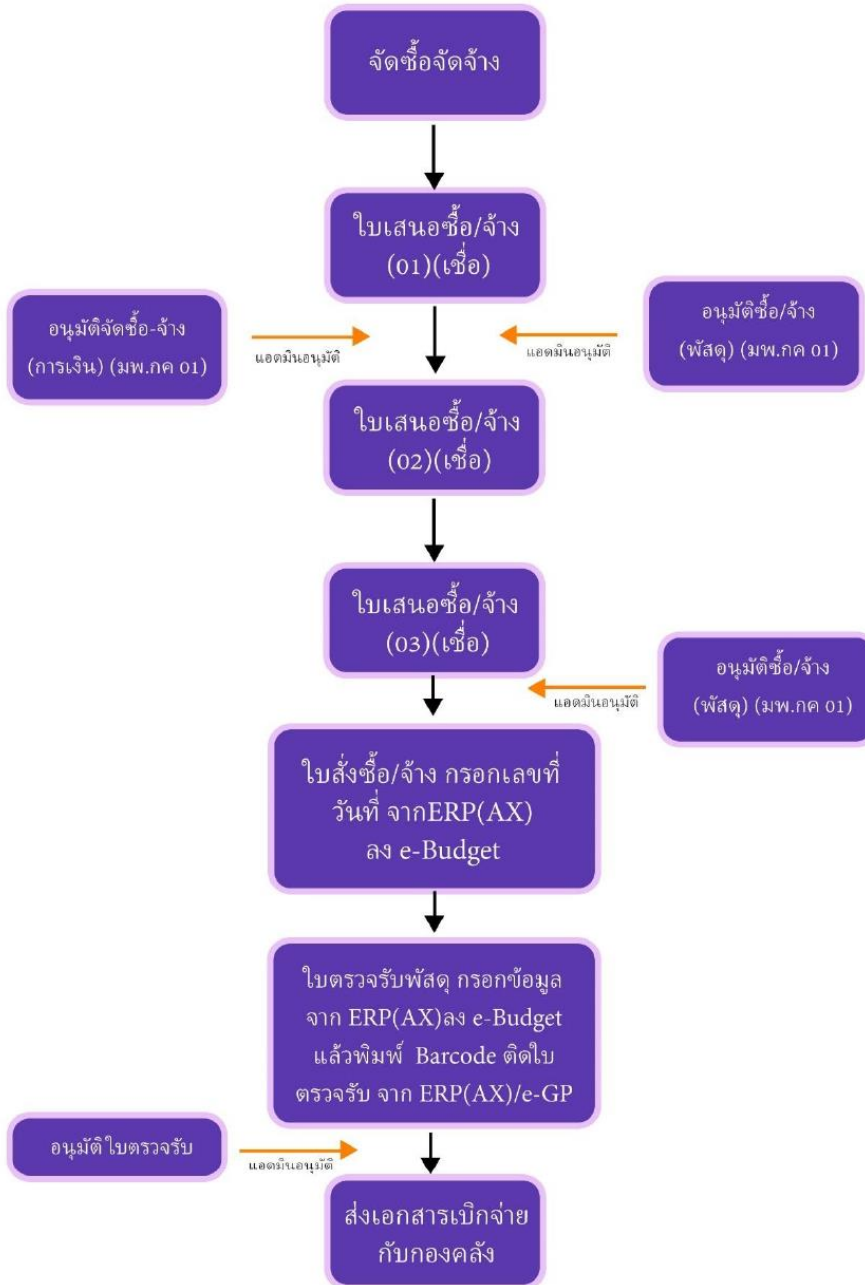 จัดซื้อจัดจ้าง
ใบเสนอซื้อ/จ้าง
(01)(เชื่อ)
อนุมัติจัดซื้อ-จ้าง
(การเงิน) (มพ.กค 01)
แอดมินอนุมัติ
แอดมินอนุมัติ
อนุมัติซื้อ/จ้าง
(พัสดุ) (มพ.กค 01)
ใบเสนอซื้อ/จ้าง
(02)(เชื่อ)
ใบเสนอซื้อ/จ้าง
(03)(เชื่อ)
แอดมินอนุมัติ
อนุมัติซื้อ/จ้าง
(พัสดุ) (มพ.กค 01)
ใบสั่งซื้อ/จ้าง กรอกเลขที่
วันที่ จากERP(AX)
ลง e-Budget
ใบตรวจรับพัสดุ กรอกข้อมูล
จาก ERP(AX)ลง e-Budget
แล้วพิมพ์ Barcode ติดใบ
ตรวจรับ จาก ERP(AX)/e-GP
อนุมัติใบตรวจรับ
แอดมินอนุมัติ
ส่งเอกสารเบิกจ่าย
กับกองคลัง